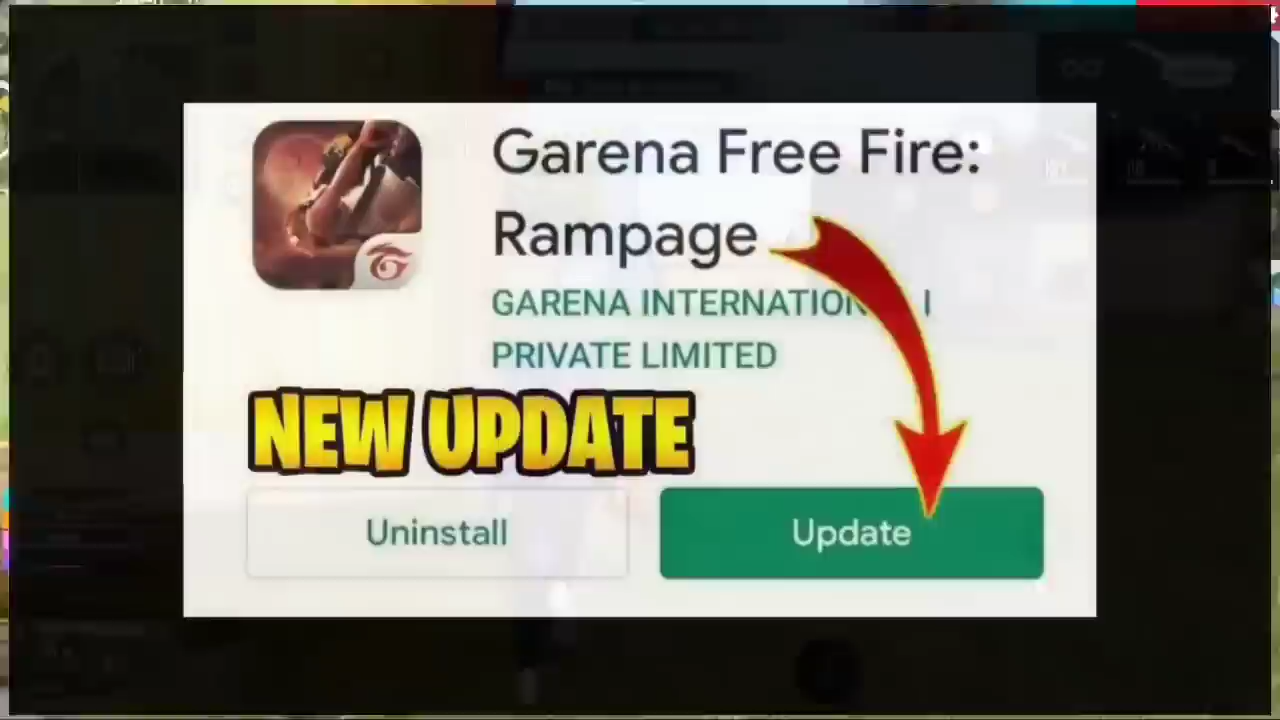 Garena Free Fire:
Rampage
GARENA INTERNATION I
PRIVATE LIMITED
NEW UPDATE
Uninstall
Update